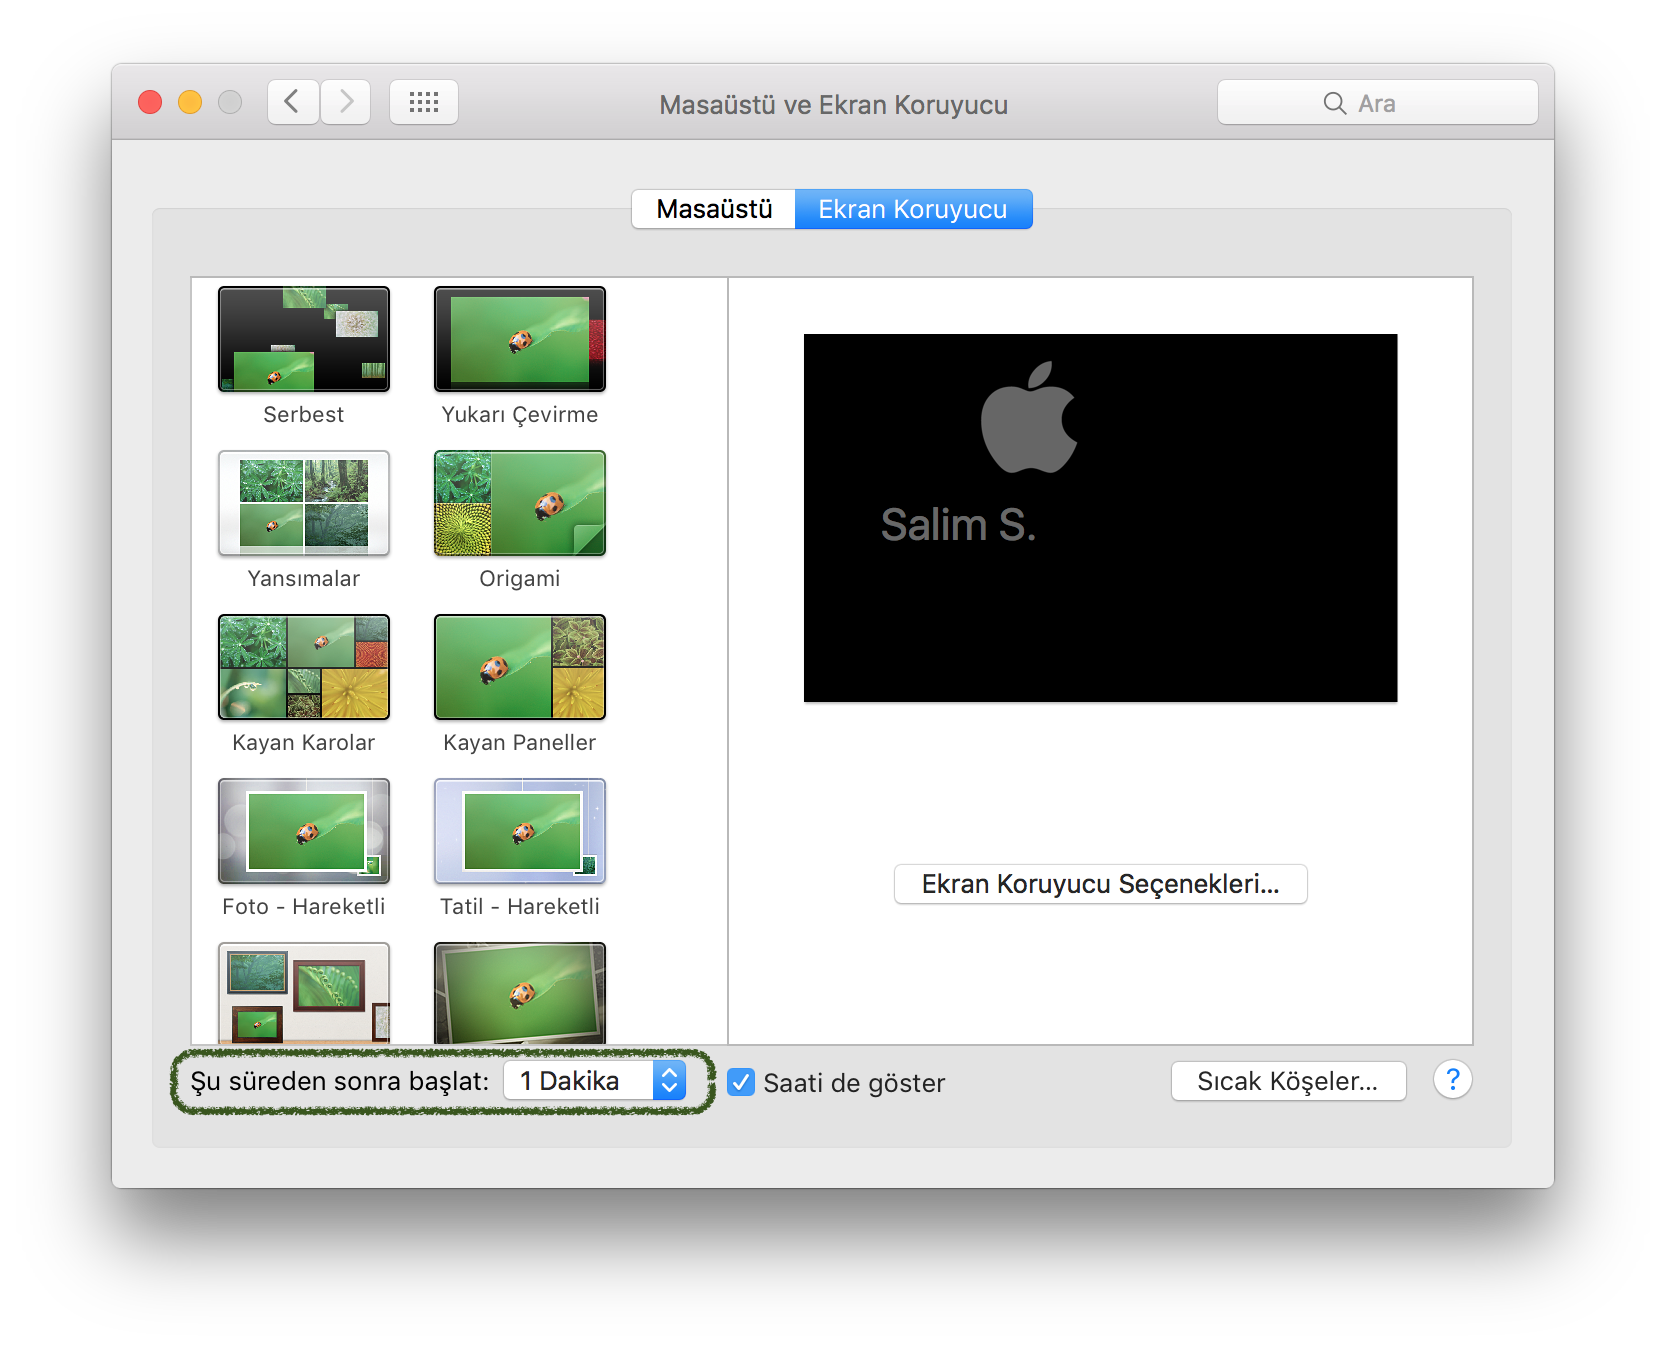 Masaüstü ve Ekran Koruyucu
Ara
Masaüstü
Ekran Koruyucu
Serbest
Yukarı Çevirme
Yansımalar
Origami
Kayan Karolar
Kayan Paneller
Foto - Hareketli
Tatil - Hareketli
Salim S.
Ekran Koruyucu Seçenekleri...
Şu süreden sonra başlat: 1 Dakika
Saati de göster
Sıcak Köşeler...
?